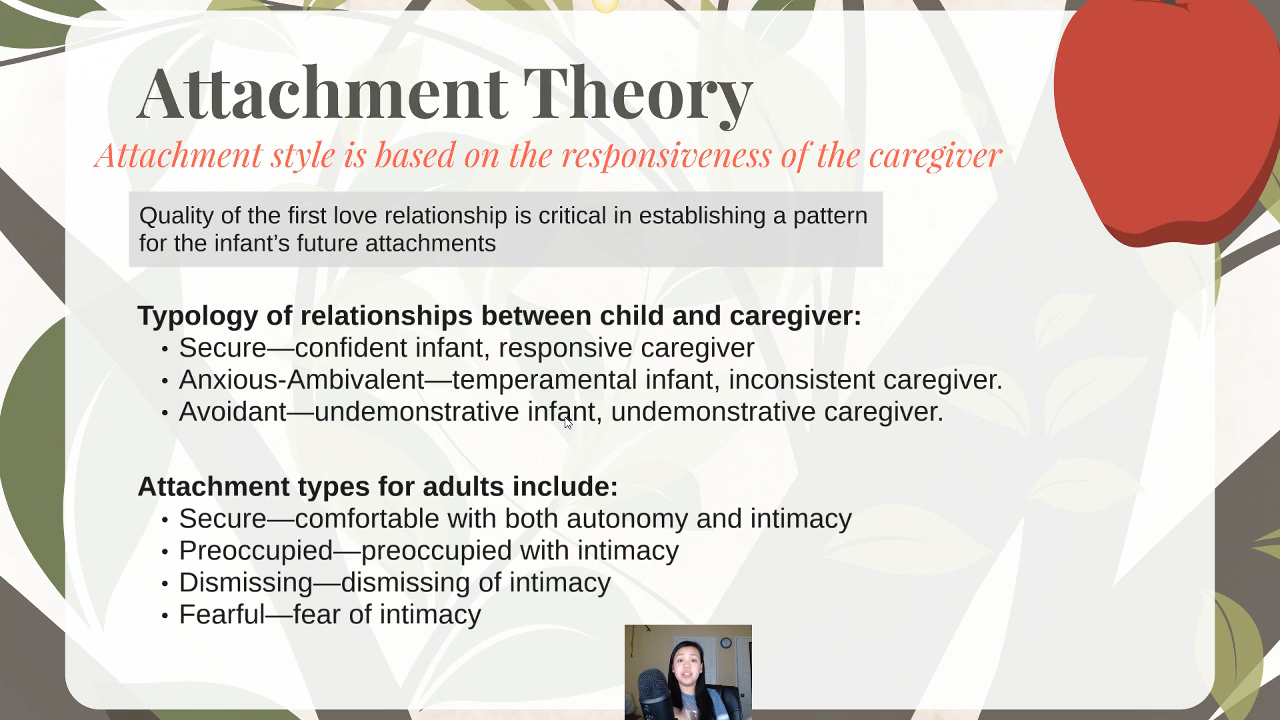 Attachment Theory
Attachment style is based on the responsiveness of the caregiver
Quality of the first love relationship is critical in establishing a pattern
for the infant’s future attachments
Typology of relationships between child and caregiver:
• Secure—confident infant, responsive caregiver
• Anxious-Ambivalent—temperamental infant, inconsistent caregiver.
• Avoidant—undemonstrative infant, undemonstrative caregiver.
Attachment types for adults include:
• Secure—comfortable with both autonomy and intimacy
• Preoccupied—preoccupied with intimacy
• Dismissing—dismissing of intimacy
• Fearful—fear of intimacy